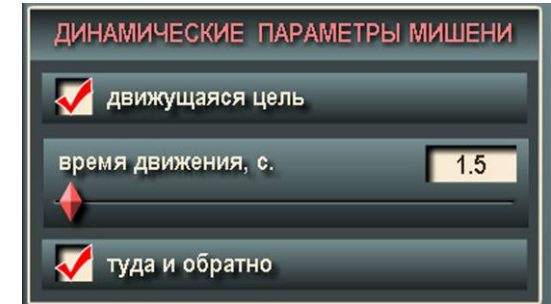 ДИНАМИЧЕСКИЕ ПАРАМЕТРЫ МИШЕНИ
движущаяся цель
время движения, с. 1.5
туда и обратно